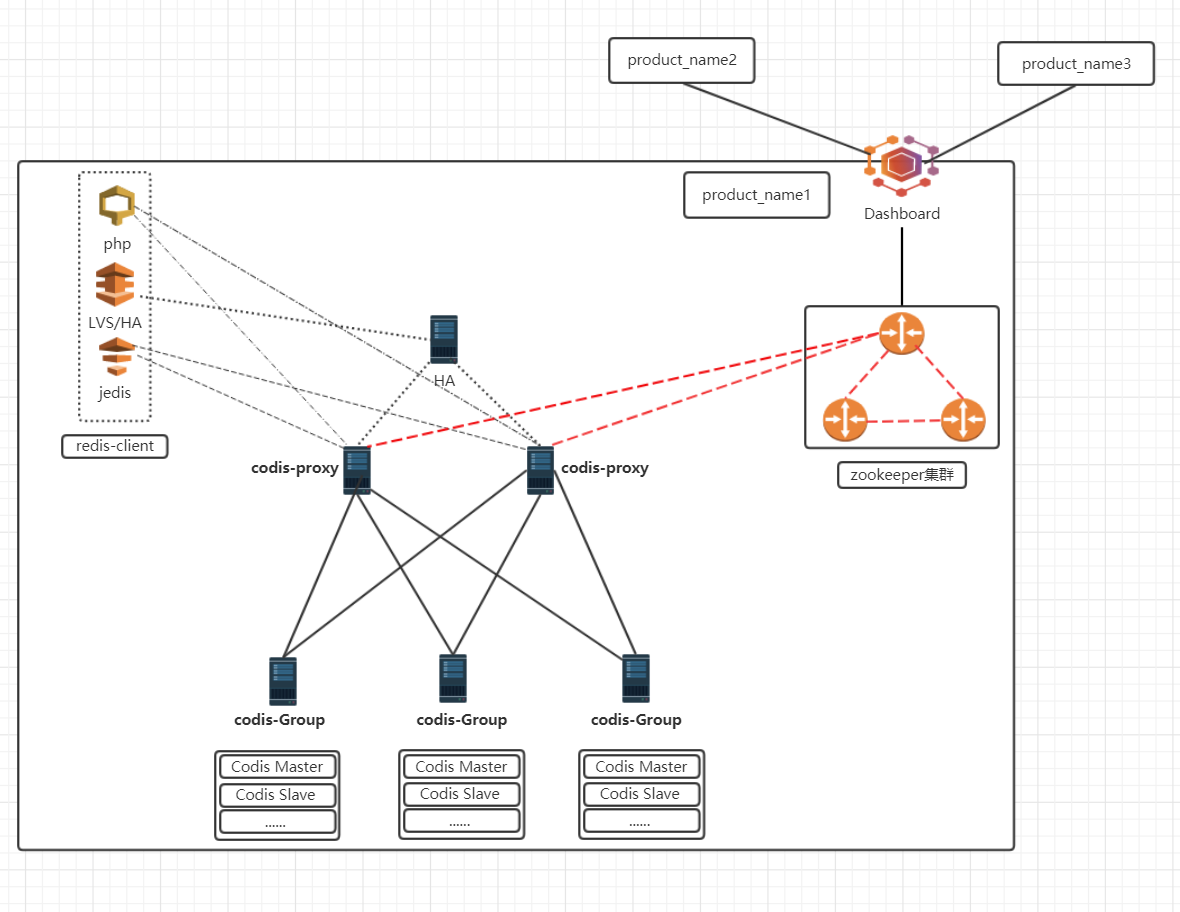 product_name2
product_name3
product_name1
Dashboard
php
LVS/HA
jedis
redis-client
HA
codis-proxy
codis-proxy
zookeeper集群
codis-Group
codis-Group
codis-Group
Codis Master
Codis Slave
......
Codis Master
Codis Slave
......
Codis Master
Codis Slave
......